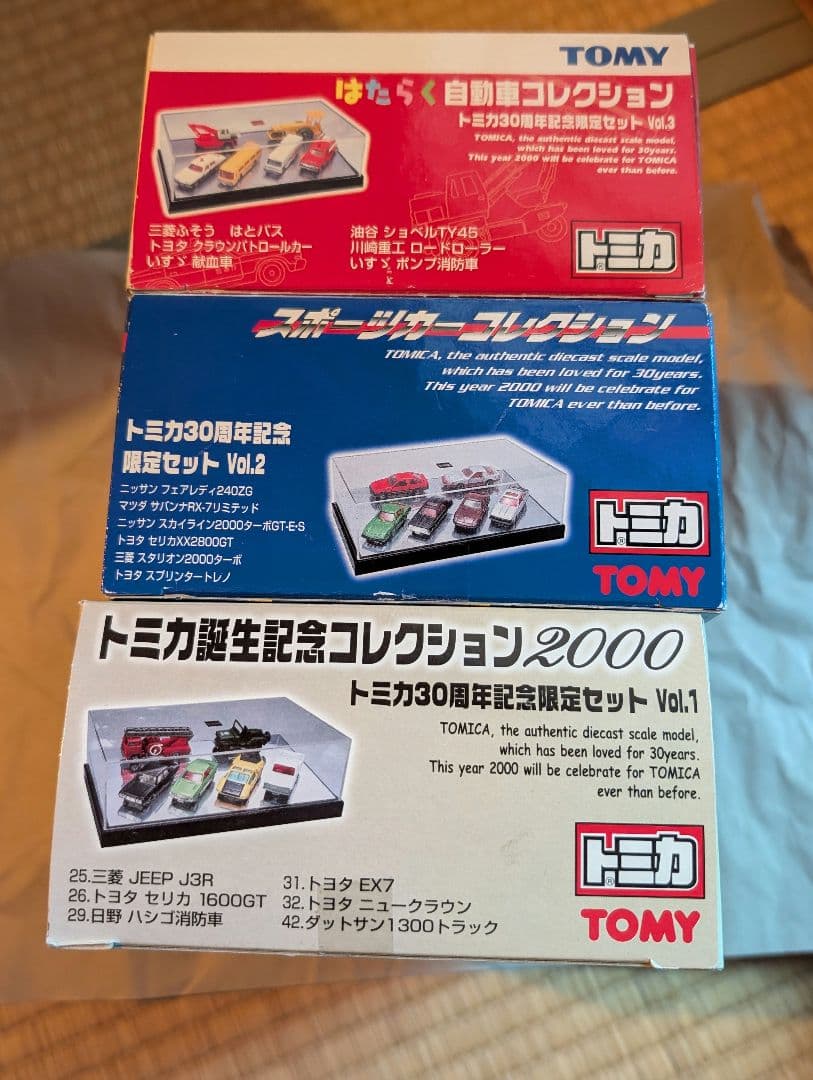 TOMY
はたらく自動車コレクション
トミカ30周年記念限定セット Vol.3
TOMICA, the authentic diecast scale model,
which has been loved for 30years.
This year 2000 will be celebrate for TOMICA
ever than before.
三菱ふそう はとバス
トヨタ クラウンパトロールカー
いすゞ 献血車
油谷 ショベルTY45
川崎重工 ロードローラー
いすゞ ポンプ消防車
トミカ
スポーツカーコレクション
TOMICA, the authentic diecast scale model,
which has been loved for 30years.
This year 2000 will be celebrate for
TOMICA ever than before.
トミカ30周年記念
限定セット Vol.2
ニッサン フェアレディ240ZG
マツダ サバンナRX-7リミテッド
ニッサン スカイライン2000ターボGT-E・S
トヨタ セリカXX2800GT
三菱 スタリオン2000ターボ
トヨタ スプリンタートレノ
トミカ
TOMY
トミカ誕生記念コレクション2000
トミカ30周年記念限定セット Vol.1
TOMICA, the authentic diecast scale model,
which has been loved for 30years.
This year 2000 will be celebrate for TOMICA
ever than before.
25.三菱 JEEP J3R
26.トヨタ セリカ 1600GT
29.日野 ハシゴ消防車
31.トヨタ EX7
32.トヨタ ニュークラウン
42.ダットサン1300トラック
トミカ
TOMY